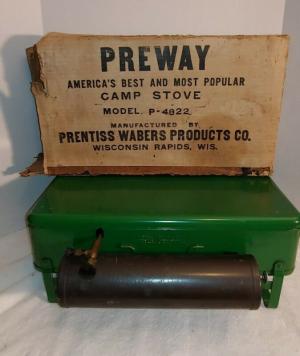 PREWAY
AMERICA'S BEST AND MOST POPULAR
CAMP STOVE
MODEL P-4822
MANUFACTURED BY
PRENTISS WABERS PRODUCTS CO.
WISCONSIN RAPIDS, WIS.